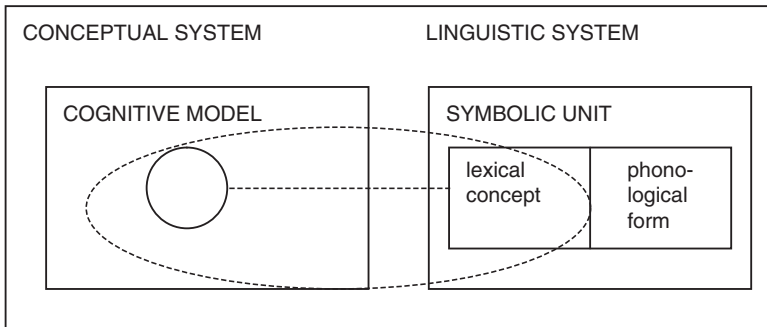 CONCEPTUAL SYSTEM
LINGUISTIC SYSTEM
COGNITIVE MODEL
SYMBOLIC UNIT
lexical
concept
phono-
logical
form